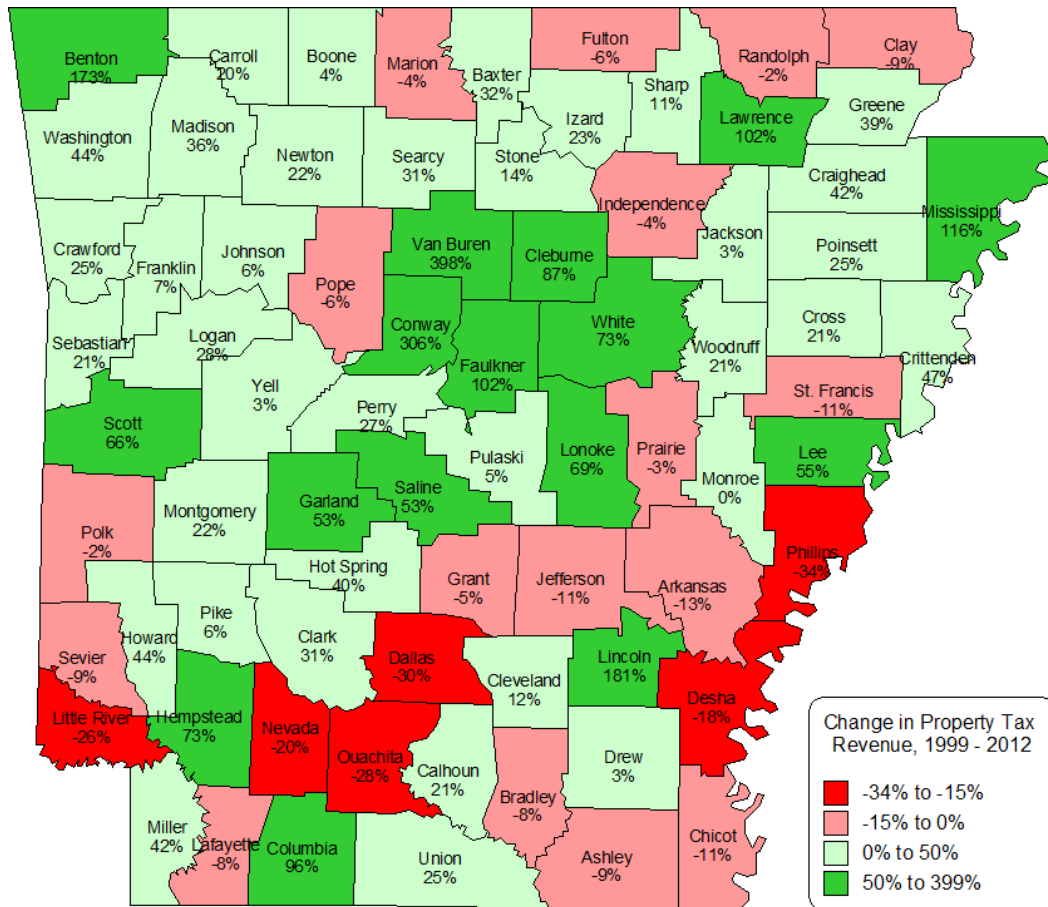 Benton
173%
Carroll
20%
Boone
4%
Marion
-4%
Baxter
32%
Fulton
-6%
Sharp
11%
Randolph
-2%
Clay
-9%
Washington
44%
Madison
36%
Newton
22%
Searcy
31%
Stone
14%
Izard
23%
Lawrence
102%
Greene
39%
Independence
-4%
Jackson
3%
Craighead
42%
Mississippi
116%
Crawford
25%
Franklin
7%
Johnson
6%
Pope
-6%
Van Buren
398%
Cleburne
87%
Poinsett
25%
Sebastian
21%
Logan
28%
Conway
306%
Faulkner
102%
White
73%
Woodruff
21%
Cross
21%
Crittenden
47%
Scott
66%
Yell
3%
Perry
27%
Pulaski
5%
Lonoke
69%
Prairie
-3%
Monroe
0%
St. Francis
-11%
Lee
55%
Polk
-2%
Montgomery
22%
Garland
53%
Saline
53%
Hot Spring
40%
Grant
-5%
Jefferson
-11%
Arkansas
-13%
Phillips
-34%
Sevier
-9%
Howard
44%
Pike
6%
Clark
31%
Dallas
-30%
Cleveland
12%
Lincoln
181%
Desha
-18%
Little River
-26%
Hempstead
73%
Nevada
-20%
Ouachita
-28%
Calhoun
21%
Bradley
-8%
Drew
3%
Chicot
-11%
Miller
42%
Lafayette
-8%
Columbia
96%
Union
25%
Ashley
-9%
Change in Property Tax
Revenue, 1999 - 2012
-34% to -15%
-15% to 0%
0% to 50%
50% to 399%